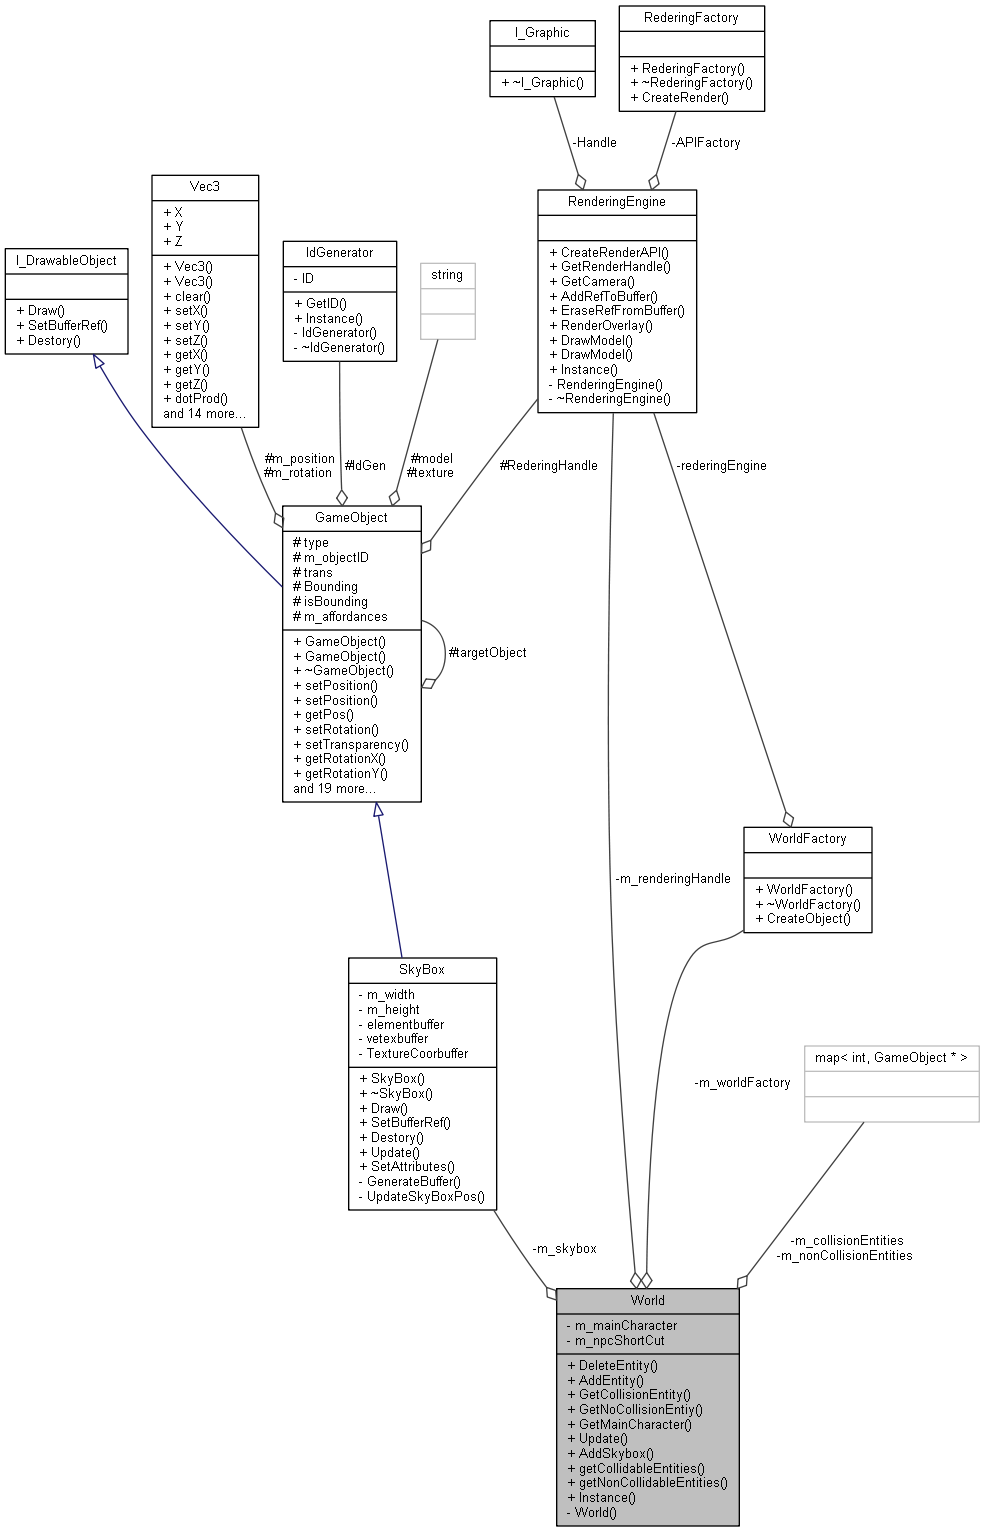 I_Graphic
+ ~I_Graphic()
RederingFactory
+ RederingFactory()
+ ~RederingFactory()
+ CreateRender()
-Handle
-APIFactory
Vec3
+ X
+ Y
+ Z
+ Vec3()
+ Vec3()
+ clear()
+ setX()
+ setY()
+ setZ()
+ getX()
+ getY()
+ getZ()
+ dotProd()
and 14 more...
RenderingEngine
+ CreateRenderAPI()
+ GetRenderHandle()
+ GetCamera()
+ AddRefToBuffer()
+ EraseRefFromBuffer()
+ RenderOverlay()
+ DrawModel()
+ DrawModel()
+ Instance()
- RenderingEngine()
- ~RenderingEngine()
I_DrawableObject
+ Draw()
+ SetBufferRef()
+ Destory()
IdGenerator
- ID
+ GetID()
+ Instance()
- IdGenerator()
- ~IdGenerator()
string
#m_position
#m_rotation
#IdGen
#model
#texture
#RederingHandle
-rederingEngine
GameObject
# type
# m_objectID
# trans
# Bounding
# isBounding
# m_affordances
+ GameObject()
+ GameObject()
+ ~GameObject()
+ setPosition()
+ setPosition()
+ getPos()
+ setRotation()
+ setTransparency()
+ getRotationX()
+ getRotationY()
and 19 more...
#targetObject
-m_renderingHandle
WorldFactory
+ WorldFactory()
+ ~WorldFactory()
+ CreateObject()
SkyBox
- m_width
- m_height
- elementbuffer
- vetexbuffer
- TextureCoorbuffer
+ SkyBox()
+ ~SkyBox()
+ Draw()
+ SetBufferRef()
+ Destory()
+ Update()
+ SetAttributes()
- GenerateBuffer()
- UpdateSkyBoxPos()
map< int, GameObject * >
-m_worldFactory
-m_skybox
-m_collisionEntities
-m_nonCollisionEntities
World
- m_mainCharacter
- m_npcShortCut
+ DeleteEntity()
+ AddEntity()
+ GetCollisionEntity()
+ GetNoCollisionEntiy()
+ GetMainCharacter()
+ Update()
+ AddSkybox()
+ getCollidableEntities()
+ getNonCollidableEntities()
+ Instance()
- World()